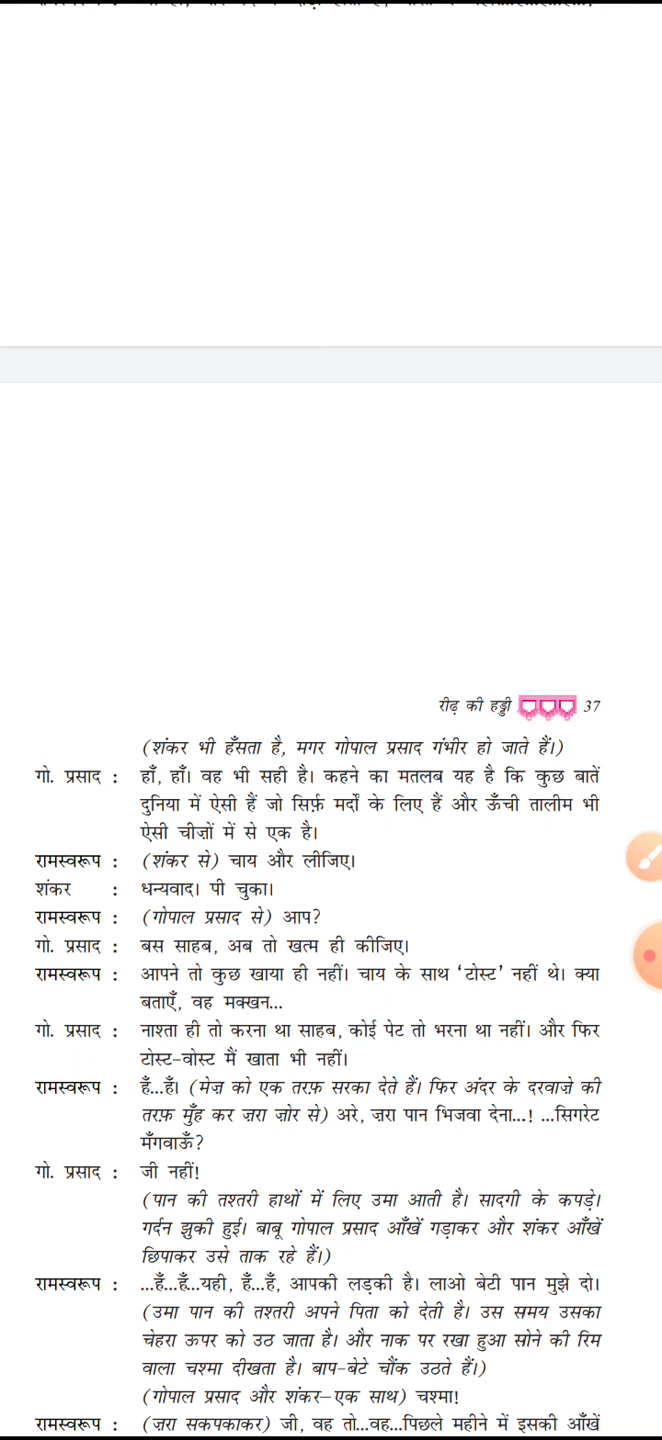 रीढ़ की हड्डी 37
(शंकर भी हँसता है, मगर गोपाल प्रसाद गंभीर हो जाते हैं।)
गो. प्रसाद : हाँ, हाँ। वह भी सही है। कहने का मतलब यह है कि कुछ बातें
दुनिया में ऐसी हैं जो सिर्फ़ मर्दों के लिए हैं और ऊँची तालीम भी
ऐसी चीज़ों में से एक है।
रामस्वरूप : (शंकर से) चाय और लीजिए।
शंकर : धन्यवाद। पी चुका।
रामस्वरूप : (गोपाल प्रसाद से) आप?
गो. प्रसाद : बस साहब, अब तो खत्म ही कीजिए।
रामस्वरूप : आपने तो कुछ खाया ही नहीं। चाय के साथ ‘टोस्ट’ नहीं थे। क्या
बताएँ, वह मक्खन...
गो. प्रसाद : नाश्ता ही तो करना था साहब, कोई पेट तो भरना था नहीं। और फिर
टोस्ट-वोस्ट मैं खाता भी नहीं।
रामस्वरूप : हँ...हँ। (मेज़ को एक तरफ़ सरका देते हैं। फिर अंदर के दरवाज़े की
तरफ़ मुँह कर ज़रा ज़ोर से) अरे, ज़रा पान भिजवा देना...! ...सिगरेट
मँगवाऊँ?
गो. प्रसाद : जी नहीं!
(पान की तश्तरी हाथों में लिए उमा आती है। सादगी के कपड़े।
गर्दन झुकी हुई। बाबू गोपाल प्रसाद आँखें गड़ाकर और शंकर आँखें
छिपाकर उसे ताक रहे हैं।)
रामस्वरूप : ...हँ...हँ...यही, हँ...हँ, आपकी लड़की है। लाओ बेटी पान मुझे दो।
(उमा पान की तश्तरी अपने पिता को देती है। उस समय उसका
चेहरा ऊपर को उठ जाता है। और नाक पर रखा हुआ सोने की रिम
वाला चश्मा दीखता है। बाप-बेटे चौंक उठते हैं।)
(गोपाल प्रसाद और शंकर—एक साथ) चश्मा!
रामस्वरूप : (ज़रा सकपकाकर) जी, वह तो...वह...पिछले महीने में इसकी आँखें